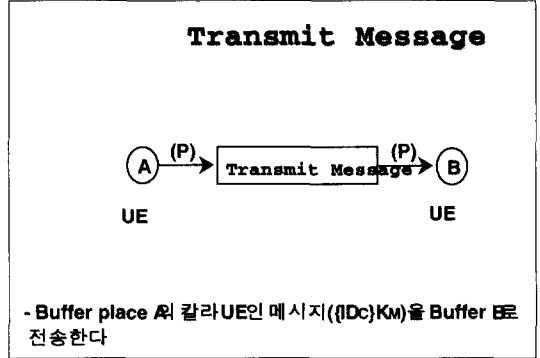 Transmit Message
(P) (P)
A Transmit Message B
UE UE
- Buffer place A의 칼라UE인 메시지({IDc}KM)을 Buffer B로
전송한다